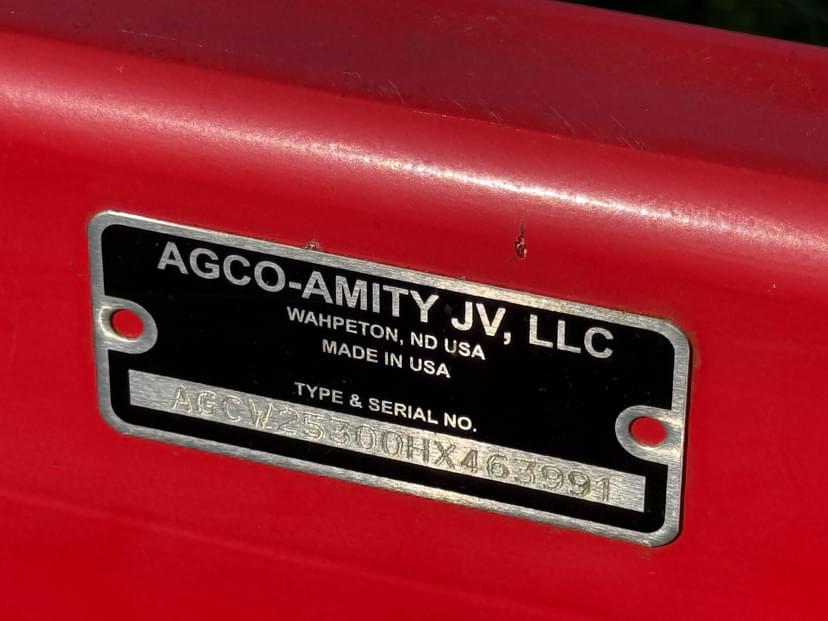 AGCO-AMITY JV, LLC
WAHPETON, ND USA
MADE IN USA
TYPE & SERIAL NO.
AGCW25300HX463991